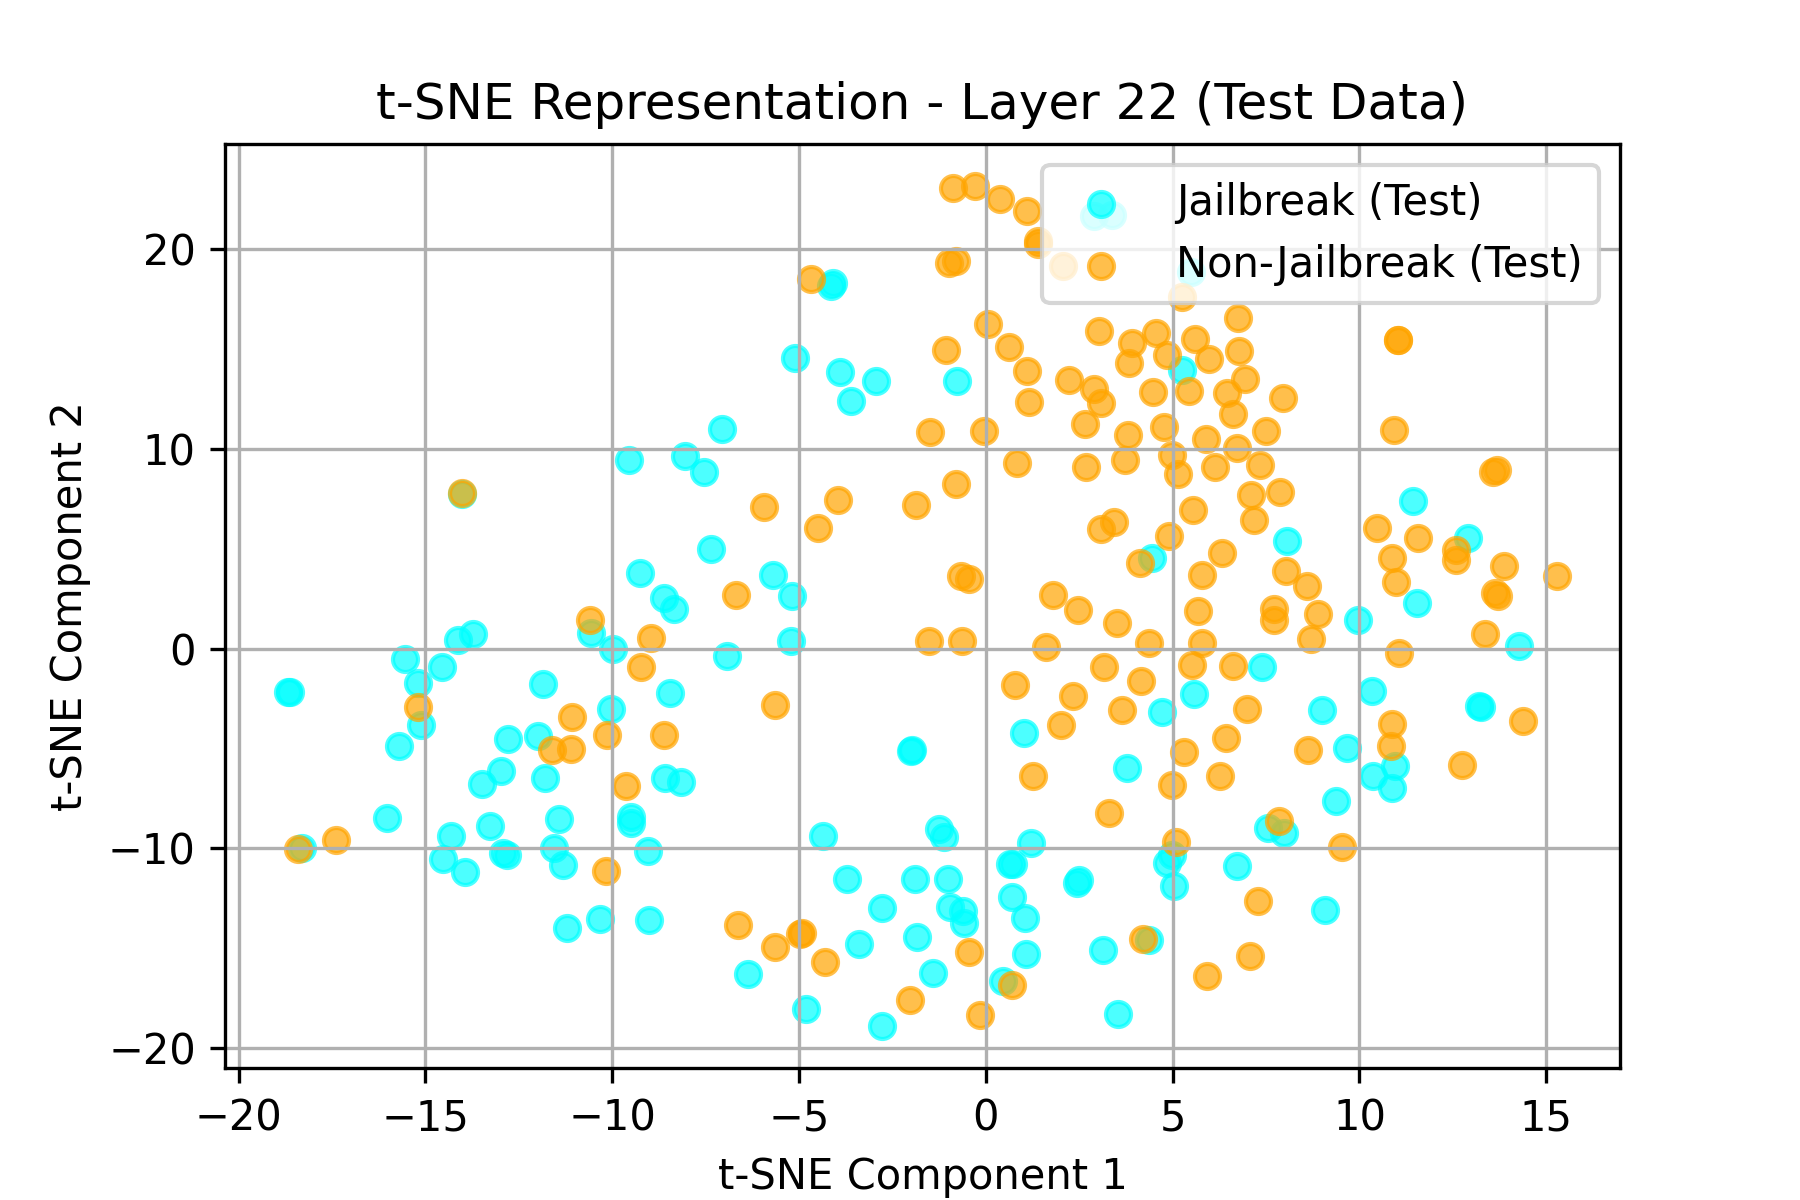 t-SNE Representation - Layer 22 (Test Data)
Jailbreak (Test)
Non-Jailbreak (Test)
20
10
0
−10
−20
t-SNE Component 2
−20 −15 −10 −5 0 5 10 15
t-SNE Component 1